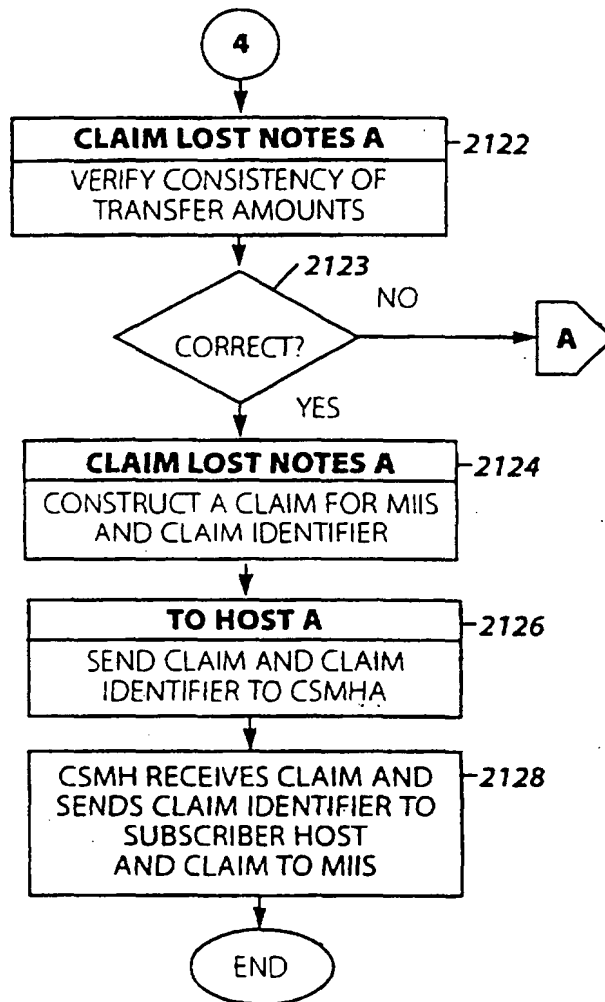 4
CLAIM LOST NOTES A
2122
VERIFY CONSISTENCY OF
TRANSFER AMOUNTS
2123
NO
CORRECT?
A
YES
CLAIM LOST NOTES A
2124
CONSTRUCT A CLAIM FOR MIIS
AND CLAIM IDENTIFIER
TO HOST A
2126
SEND CLAIM AND CLAIM
IDENTIFIER TO CSMHA
CSMH RECEIVES CLAIM AND
2128
SENDS CLAIM IDENTIFIER TO
SUBSCRIBER HOST
AND CLAIM TO MIIS
END